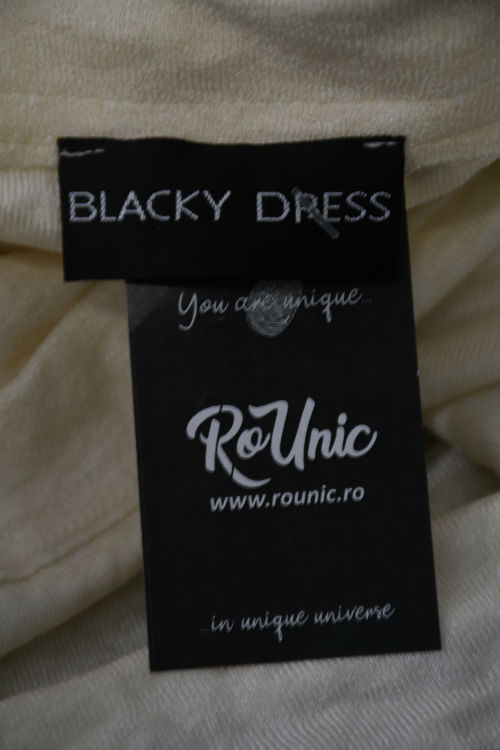 BLACKY DRESS
You are unique...
RoUnic
www.rounic.ro
...in unique universe